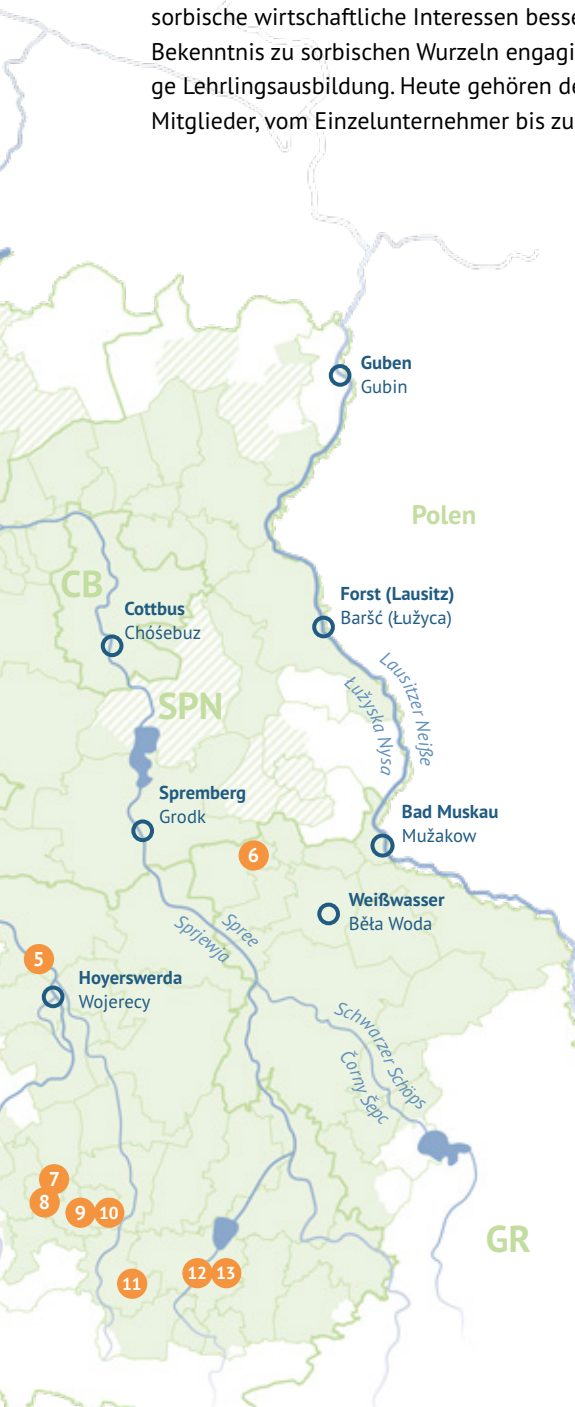 sorbische wirtschaftliche Interessen besse
Bekenntnis zu sorbischen Wurzeln engagi
ge Lehrlingsausbildung. Heute gehören de
Mitglieder, vom Einzelunternehmer bis zu
Guben
Gubin
Polen
CB
Cottbus
Chóśebuz
Forst (Lausitz)
Baršć (Łužyca)
Lausitzer Neiße
Łužyska Nysa
SPN
Spremberg
Grodk
Bad Muskau
Mužakow
6
Weißwasser
Běła Woda
Spree
Sprjewja
5
Hoyerswerda
Wojerecy
Schwarzer Schöps
Čorny Šepc
7
8
9
10
GR
11
12
13